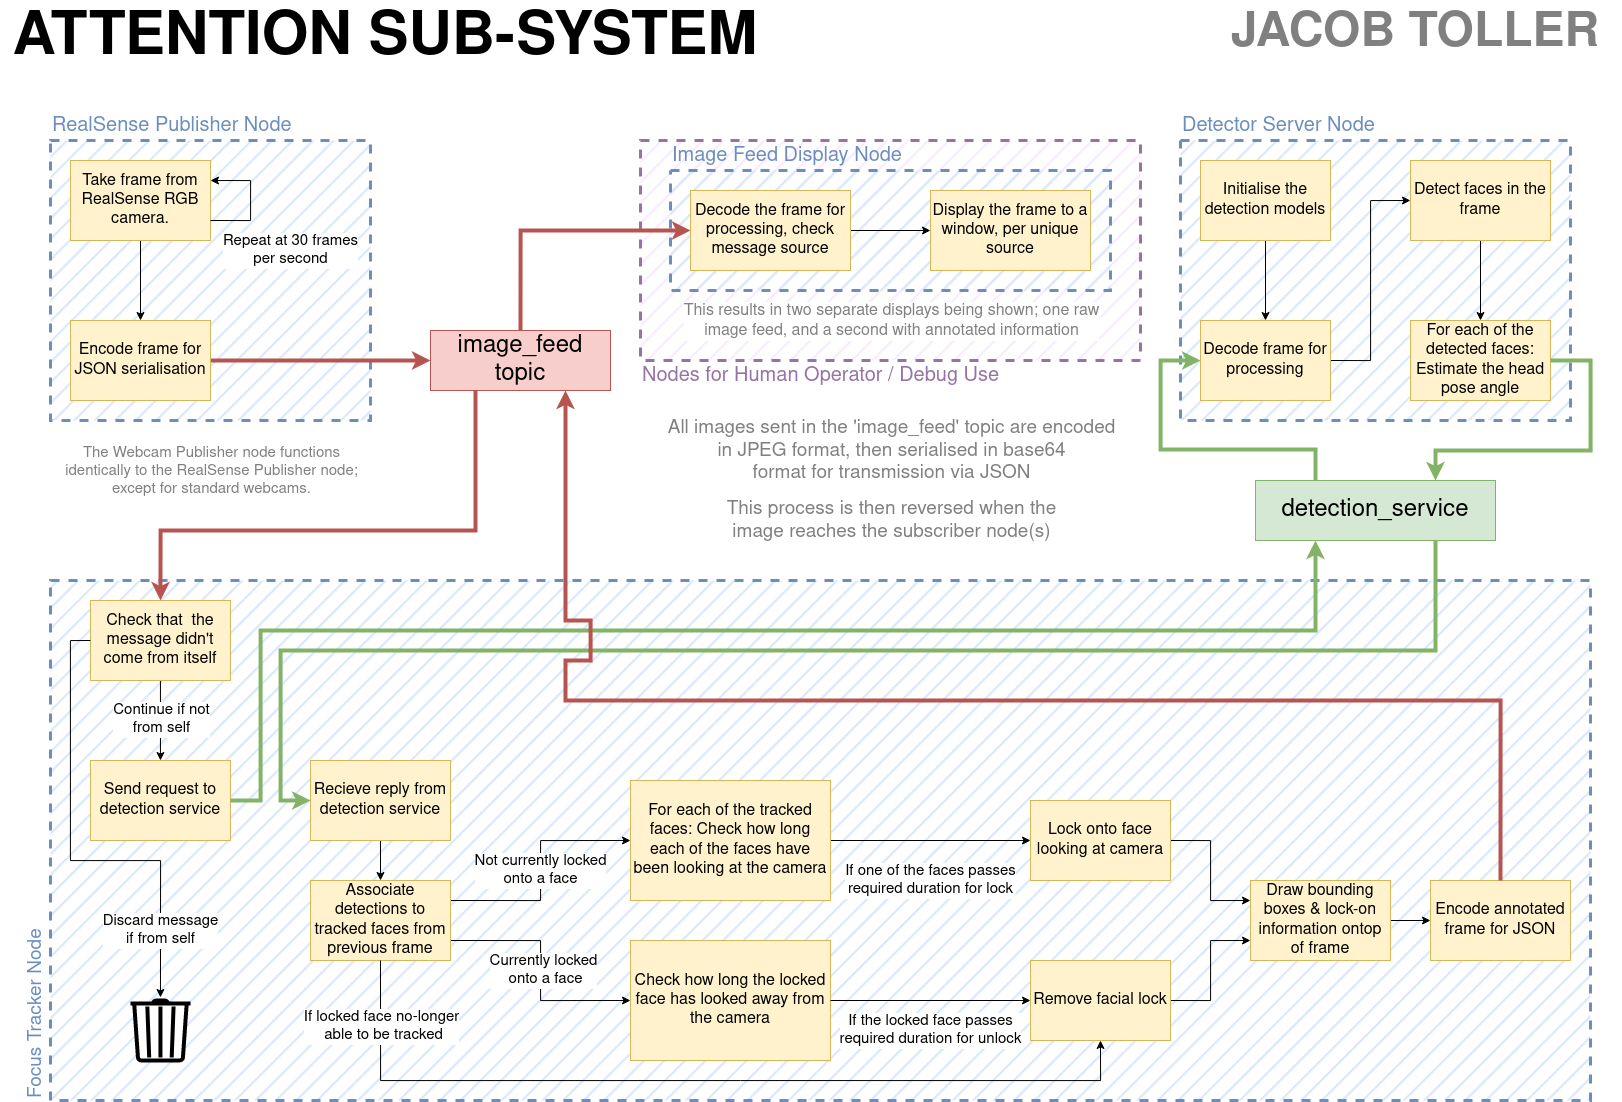 ATTENTION SUB-SYSTEM
JACOB TOLLER
RealSense Publisher Node
Take frame from
RealSense RGB
camera.
Repeat at 30 frames
per second
Encode frame for
JSON serialisation
The Webcam Publisher node functions
identically to the RealSense Publisher node;
except for standard webcams.
image_feed
topic
Image Feed Display Node
Decode the frame for
processing, check
message source
Display the frame to a
window, per unique
source
This results in two separate displays being shown; one raw
image feed, and a second with annotated information
Nodes for Human Operator / Debug Use
All images sent in the 'image_feed' topic are encoded
in JPEG format, then serialised in base64
format for transmission via JSON
This process is then reversed when the
image reaches the subscriber node(s)
Detector Server Node
Initialise the
detection models
Detect faces in the
frame
Decode frame for
processing
For each of the
detected faces:
Estimate the head
pose angle
detection_service
Focus Tracker Node
Check that  the
message didn't
come from itself
Continue if not
from self
Send request to
detection service
Discard message
if from self
Recieve reply from
detection service
Associate
detections to
tracked faces from
previous frame
Not currently locked
onto a face
Currently locked
onto a face
If locked face no-longer
able to be tracked
For each of the tracked
faces: Check how long
each of the faces have
been looking at the camera
If one of the faces passes
required duration for lock
Lock onto face
looking at camera
Check how long the locked
face has looked away from
the camera
If the locked face passes
required duration for unlock
Remove facial lock
Draw bounding
boxes & lock-on
information ontop
of frame
Encode annotated
frame for JSON